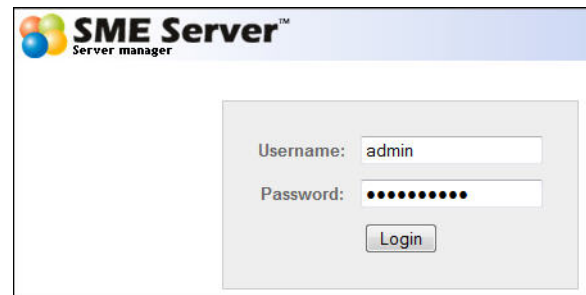 SME Server™
Server manager
Username: admin
Password: ••••••••••
Login